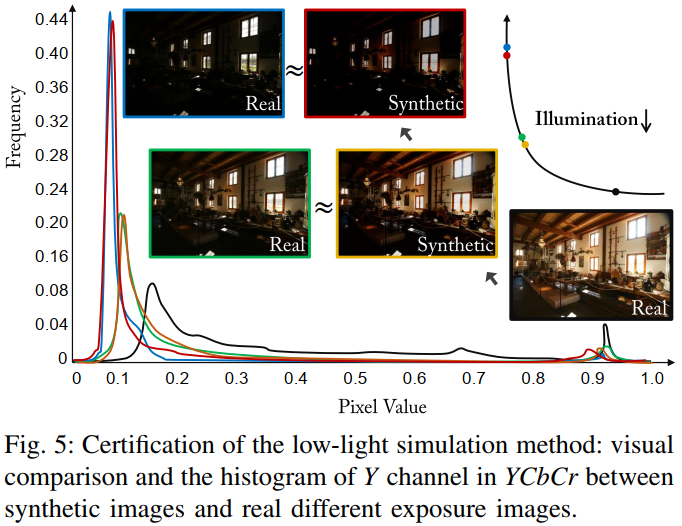 0.44
0.40
0.36
0.32
0.28
0.24
0.20
0.16
0.08
0.04
0
Frequency
0 0.1 0.2 0.3 0.4 0.5 0.6 0.7 0.8 0.9 1.0
Pixel Value
Real
≈
Synthetic
Real
≈
Synthetic
Illumination↓
Real
Fig. 5: Certification of the low-light simulation method: visual
comparison and the histogram of Y channel in YCbCr between
synthetic images and real different exposure images.